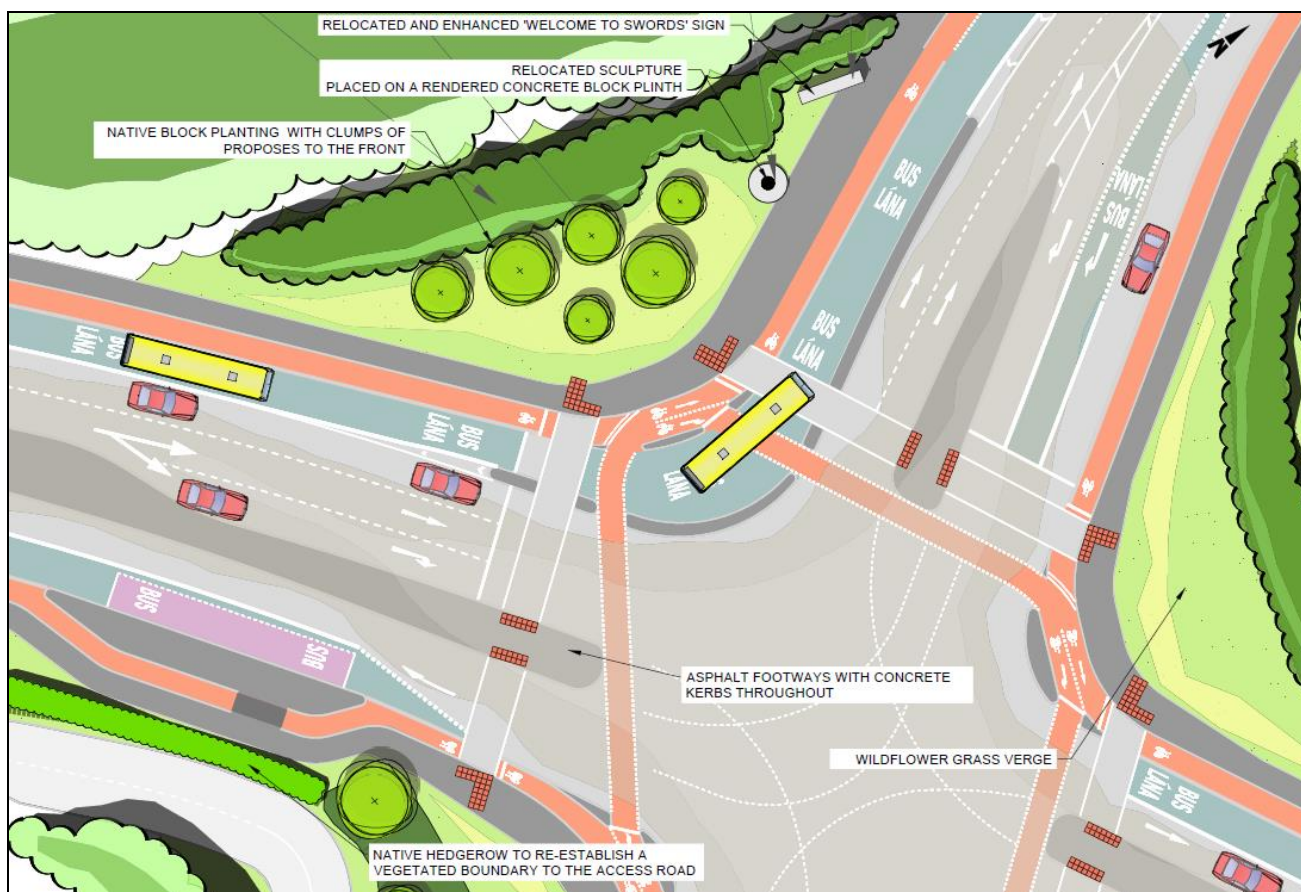 RELOCATED AND ENHANCED 'WELCOME TO SWORDS' SIGN
N
RELOCATED SCULPTURE
PLACED ON A RENDERED CONCRETE BLOCK PLINTH
NATIVE BLOCK PLANTING WITH CLUMPS OF
PROPOSES TO THE FRONT
BUS
LÁNA
BUS
LÁNA
BUS
LÁNA
BUS
LÁNA
BUS
LÁNA
LÁNA
BUS
BUS
ASPHALT FOOTWAYS WITH CONCRETE
KERBS THROUGHOUT
WILDFLOWER GRASS VERGE
BUS
LÁNA
NATIVE HEDGEROW TO RE-ESTABLISH A
VEGETATED BOUNDARY TO THE ACCESS ROAD